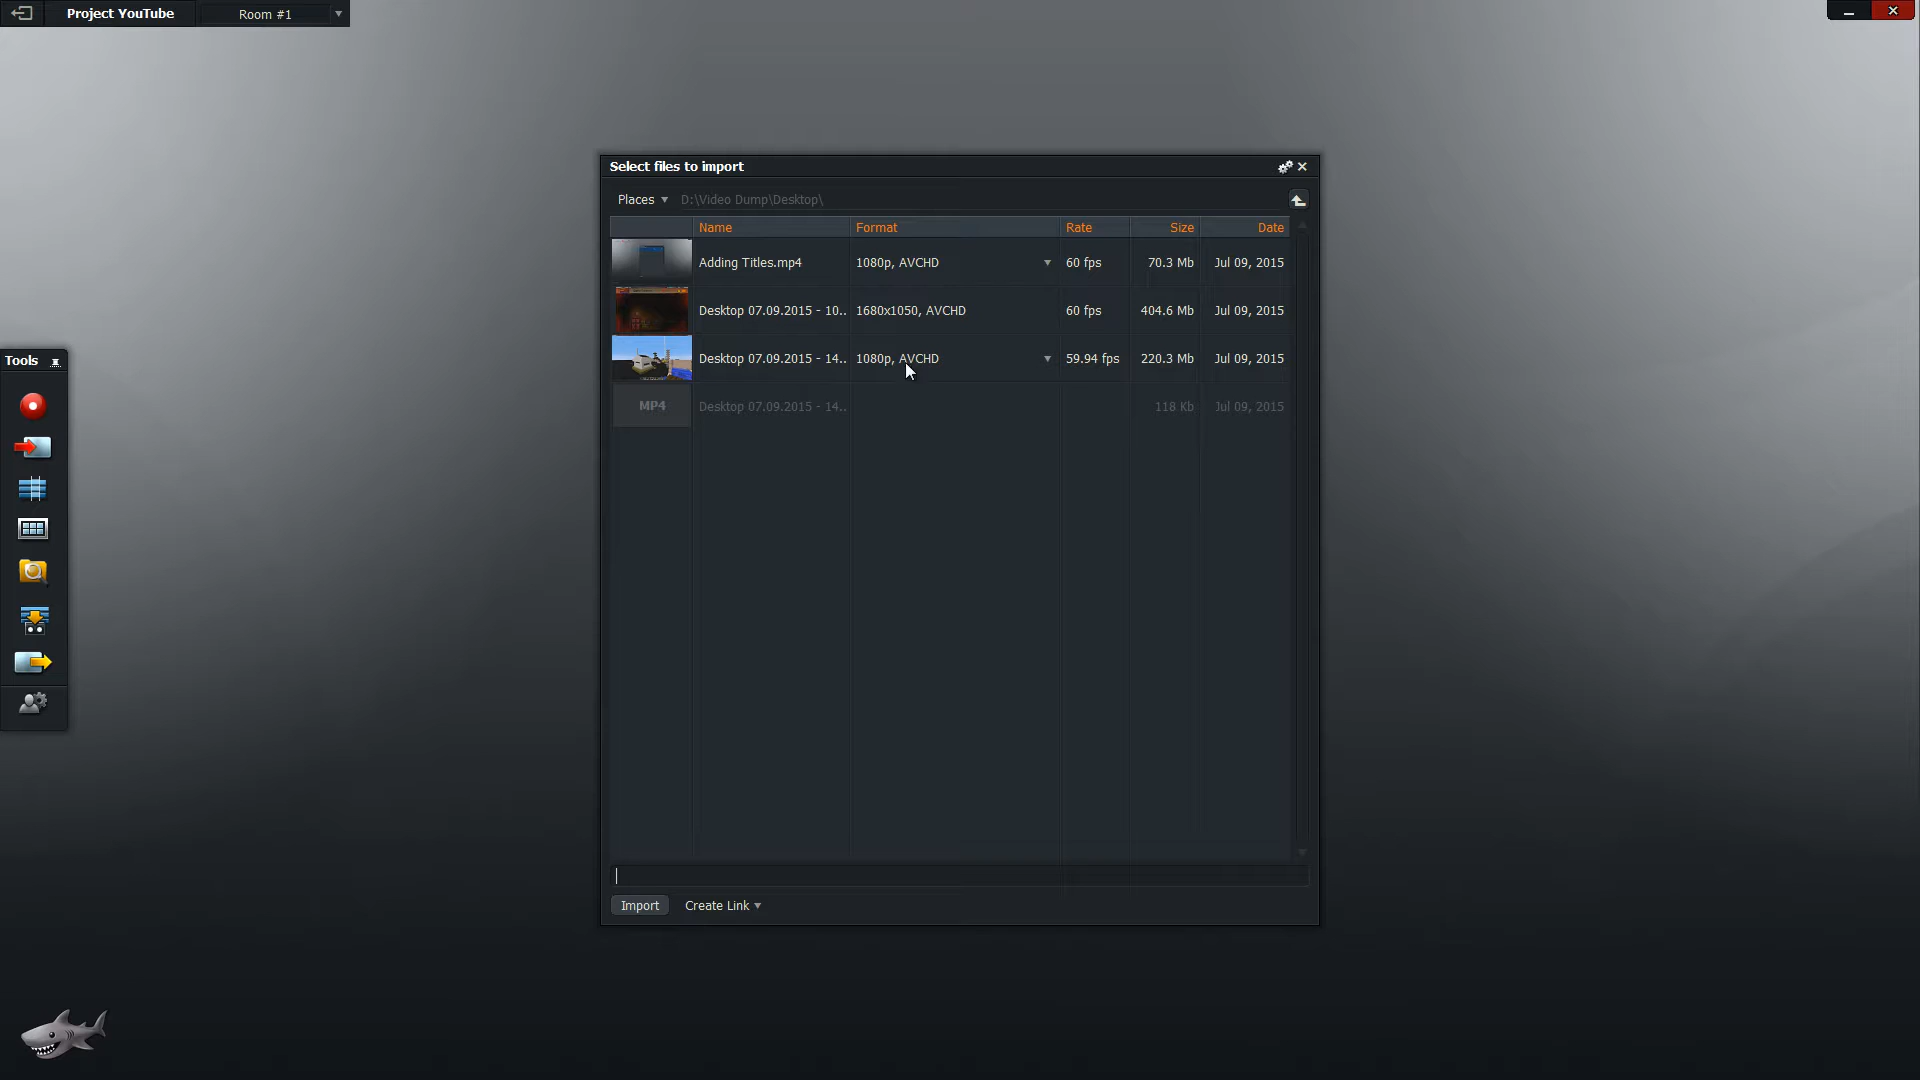 Project YouTube Room #1
Select files to import
Places D:\Video Dump\Desktop\
Name Format Rate Size Date
Adding Titles.mp4 1080p, AVCHD 60 fps 70.3 Mb Jul 09, 2015
Desktop 07.09.2015 - 10.. 1680x1050, AVCHD 60 fps 404.6 Mb Jul 09, 2015
Desktop 07.09.2015 - 14.. 1080p, AVCHD 59.94 fps 220.3 Mb Jul 09, 2015
Tools
MP4 Desktop 07.09.2015 - 14.. 118 Kb Jul 09, 2015
Import Create Link